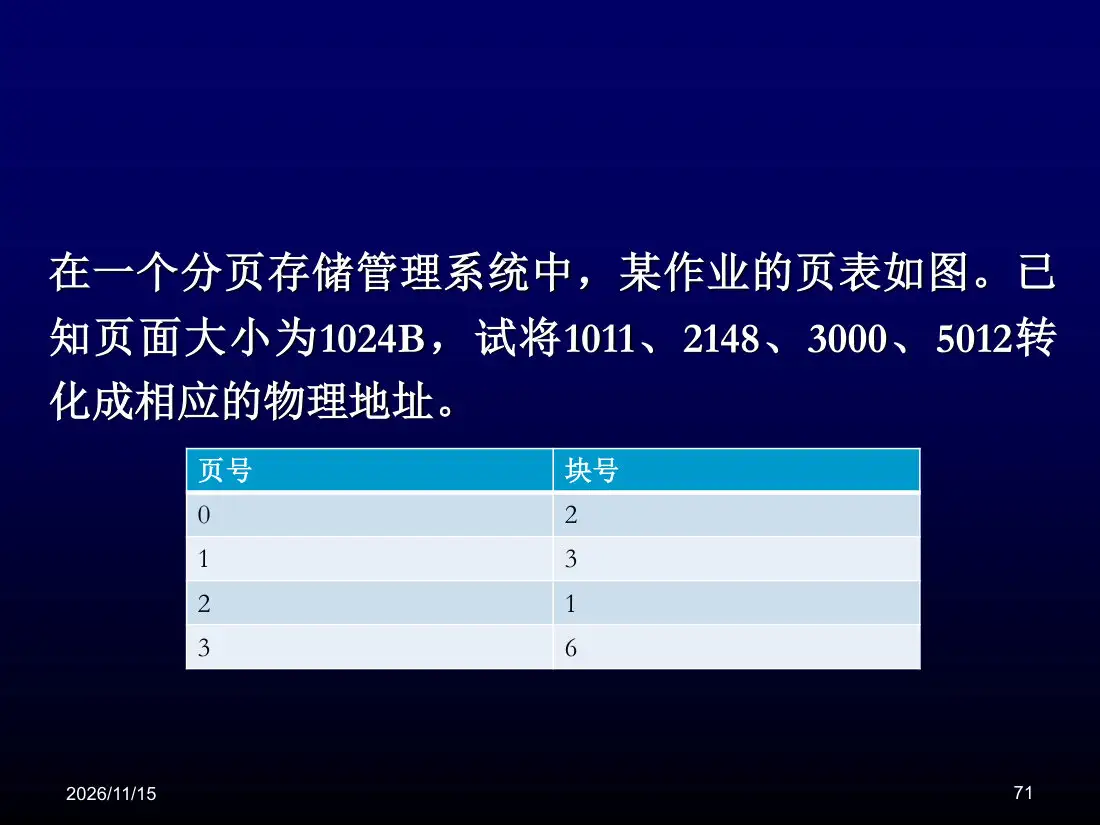 在一个分页存储管理系统中，某作业的页表如图。已
知页面大小为1024B，试将1011、2148、3000、5012转
化成相应的物理地址。
页号 块号
0 2
1 3
2 1
3 6
2026/11/15 71